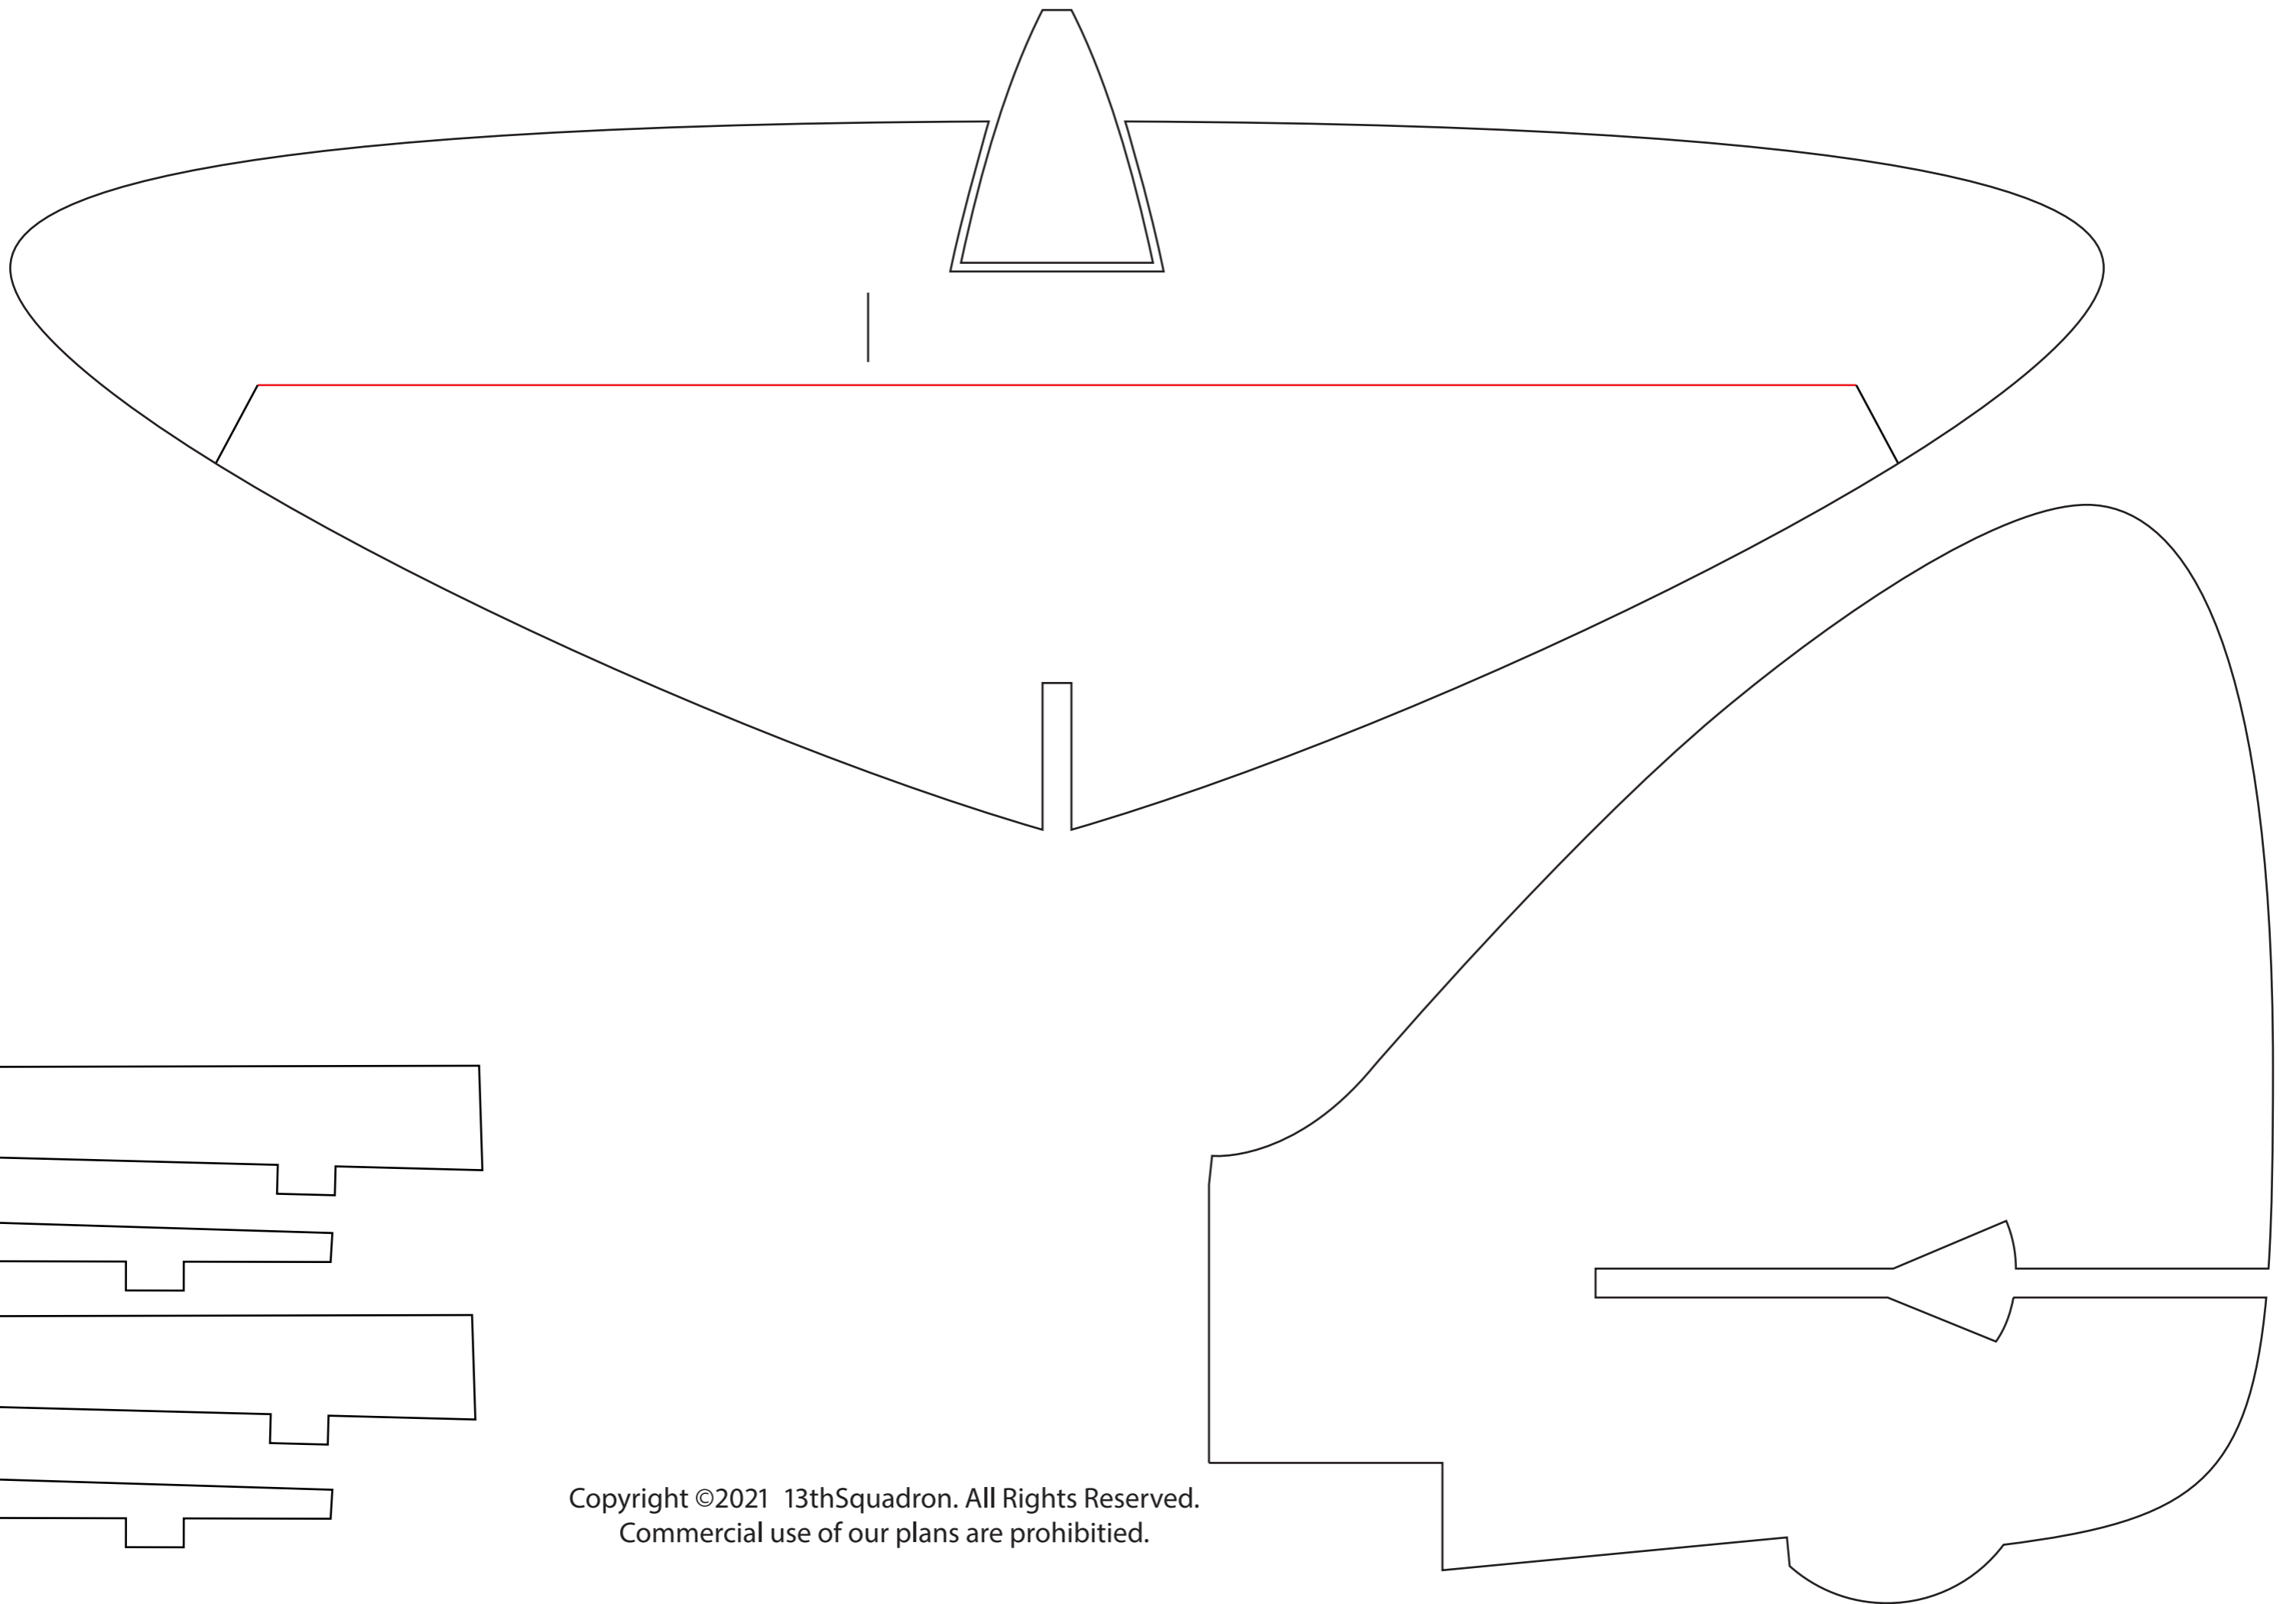 Copyright ©2021 13thSquadron. All Rights Reserved.
Commercial use of our plans are prohibitied.